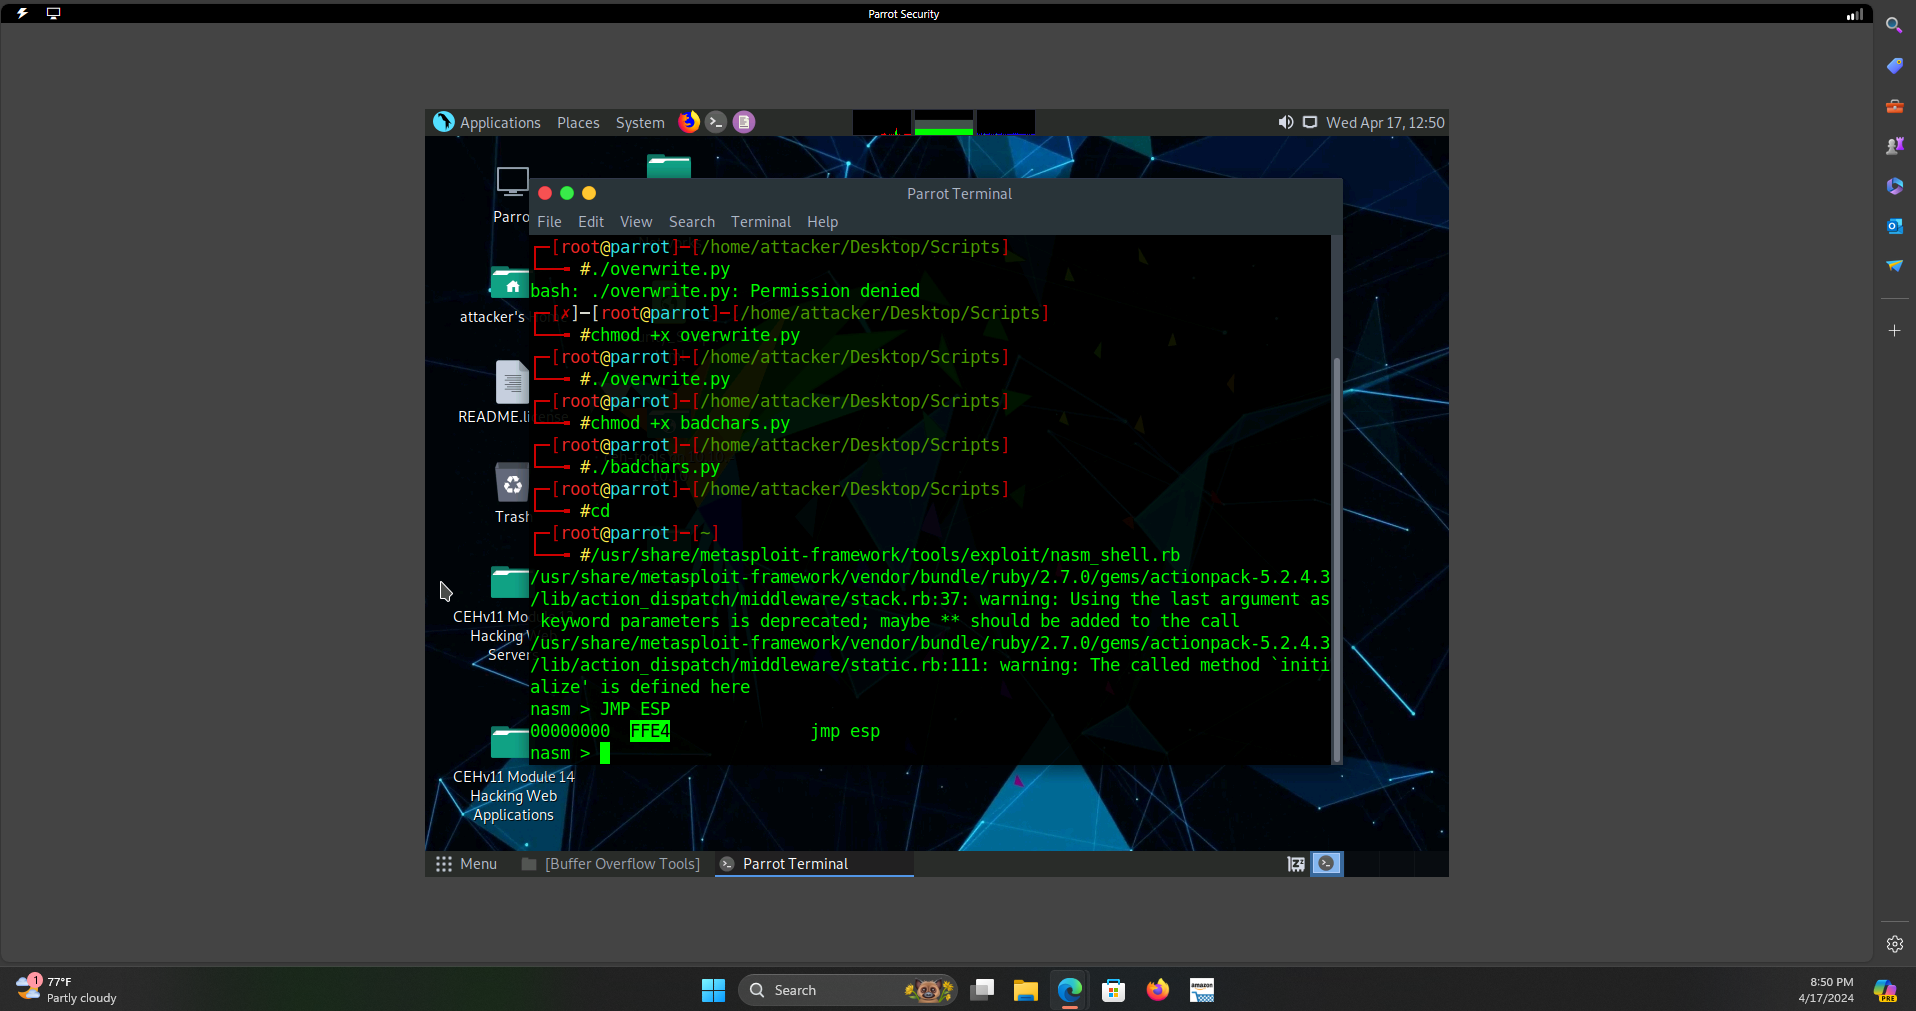 Parrot Security
Applications Places System
Wed Apr 17, 12:50
Parrot Terminal
File Edit View Search Terminal Help
┌─[root@parrot]─[/home/attacker/Desktop/Scripts]
└──╼ #./overwrite.py
bash: ./overwrite.py: Permission denied
┌─[✗]─[root@parrot]─[/home/attacker/Desktop/Scripts]
└──╼ #chmod +x overwrite.py
┌─[root@parrot]─[/home/attacker/Desktop/Scripts]
└──╼ #./overwrite.py
┌─[root@parrot]─[/home/attacker/Desktop/Scripts]
└──╼ #chmod +x badchars.py
┌─[root@parrot]─[/home/attacker/Desktop/Scripts]
└──╼ #./badchars.py
┌─[root@parrot]─[/home/attacker/Desktop/Scripts]
└──╼ #cd
┌─[root@parrot]─[~]
└──╼ #/usr/share/metasploit-framework/tools/exploit/nasm_shell.rb
/usr/share/metasploit-framework/vendor/bundle/ruby/2.7.0/gems/actionpack-5.2.4.3
/lib/action_dispatch/middleware/stack.rb:37: warning: Using the last argument as
keyword parameters is deprecated; maybe ** should be added to the call
/usr/share/metasploit-framework/vendor/bundle/ruby/2.7.0/gems/actionpack-5.2.4.3
/lib/action_dispatch/middleware/static.rb:111: warning: The called method `initi
alize' is defined here
nasm > JMP ESP
00000000 FFE4 jmp esp
nasm >
Parro
attacker's
README.li
Trash
CEHv11 Mo
Hacking
Server
CEHv11 Module 14
Hacking Web
Applications
Menu [Buffer Overflow Tools] Parrot Terminal
1
77°F
Partly cloudy
Search
amazon
8:50 PM
4/17/2024
PRE